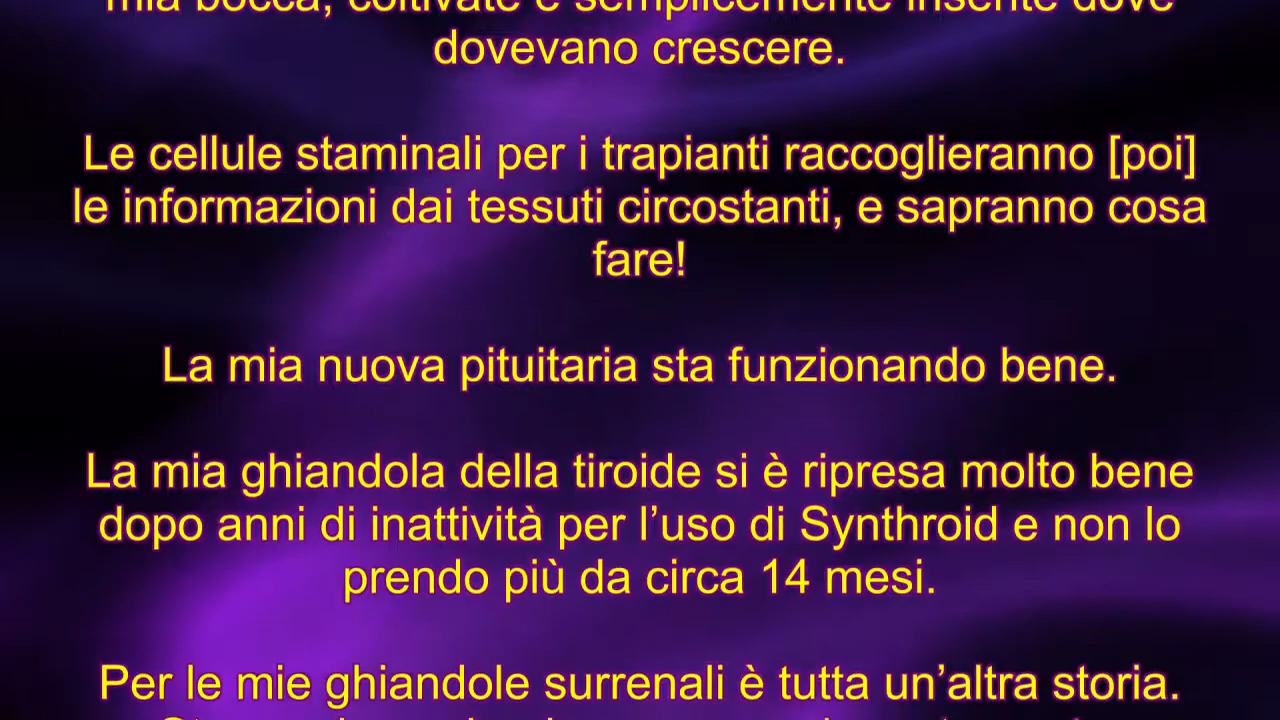 mia bocca, coltivate e semplicemente inserite dove
dovevano crescere.
Le cellule staminali per i trapianti raccoglieranno [poi]
le informazioni dai tessuti circostanti, e sapranno cosa
fare!
La mia nuova pituitaria sta funzionando bene.
La mia ghiandola della tiroide si è ripresa molto bene
dopo anni di inattività per l’uso di Synthroid e non lo
prendo più da circa 14 mesi.
Per le mie ghiandole surrenali è tutta un’altra storia.